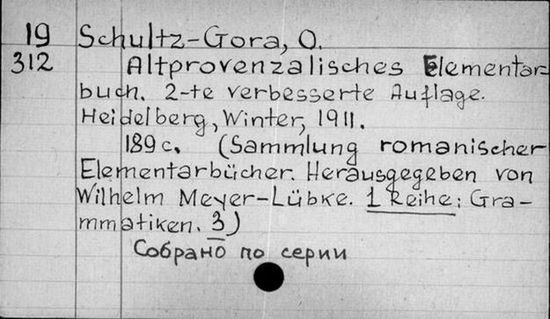 19 Schultz-Gora, O.
312 Altprovenzalisches Elementar-
buch. 2-te verbesserte Auflage.
Heidelberg, Winter, 1911.
189 с. (Sammlung romanischer
Elementarbücher. Herausgegeben von
Wilhelm Meyer-Lübke. 1 Reihe: Gra-
mmatiken. 3)
Собрано по серии